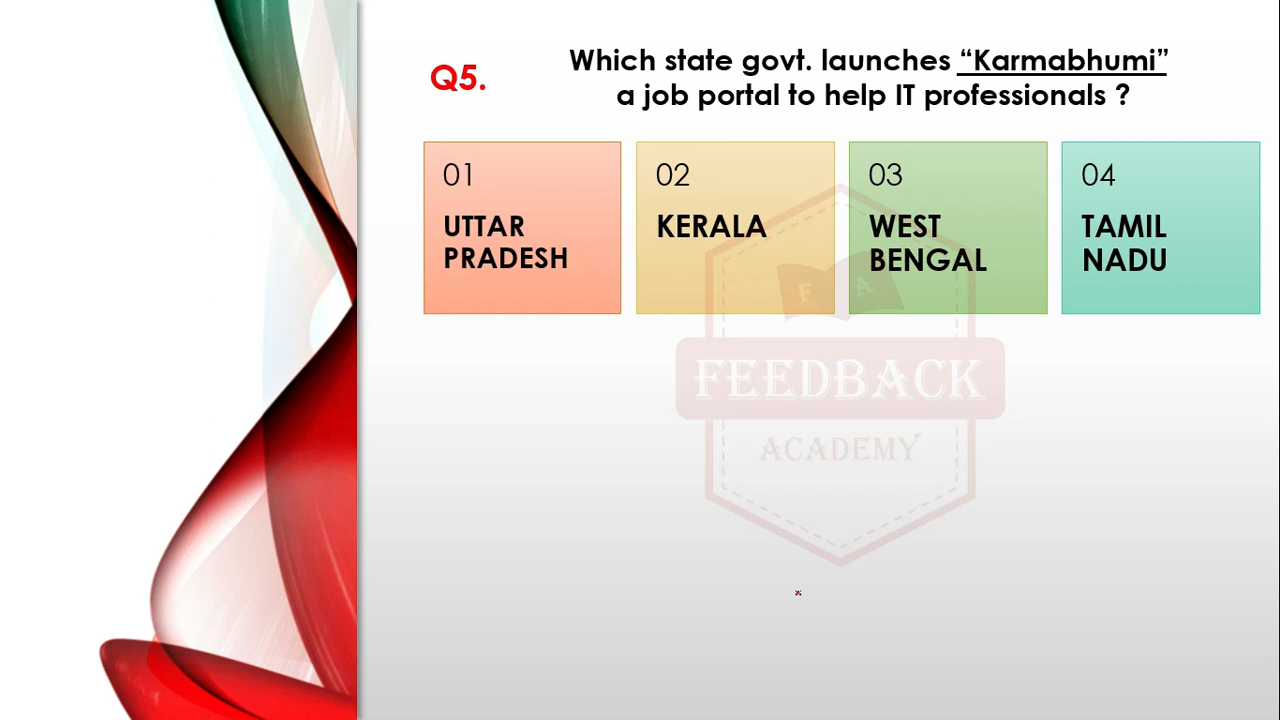 Q5.
Which state govt. launches “Karmabhumi”
a job portal to help IT professionals ?
01
UTTAR
PRADESH
02
KERALA
03
WEST
BENGAL
04
TAMIL
NADU
F A
FEEDBACK
ACADEMY